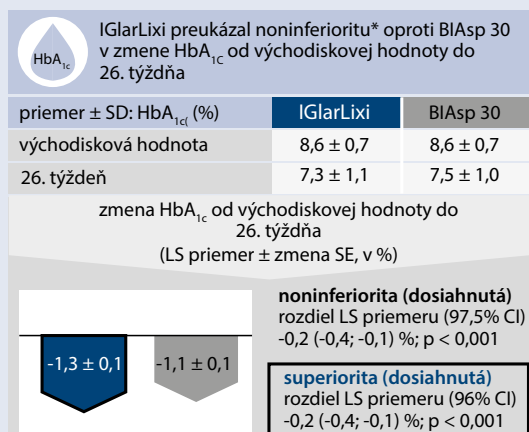 HbA1c
IGlarLixi preukázal noninferioritu* oproti BIAsp 30
v zmene HbA1C od východiskovej hodnoty do
26. týždňa
priemer ± SD: HbA1c( (%) IGlarLixi BIAsp 30
východisková hodnota 8,6 ± 0,7 8,6 ± 0,7
26. týždeň 7,3 ± 1,1 7,5 ± 1,0
zmena HbA1c od východiskovej hodnoty do
26. týždňa
(LS priemer ± zmena SE, v %)
-1,3 ± 0,1 -1,1 ± 0,1
noninferiorita (dosiahnutá)
rozdiel LS priemeru (97,5% CI)
-0,2 (-0,4; -0,1) %; p < 0,001
superiorita (dosiahnutá)
rozdiel LS priemeru (96% CI)
-0,2 (-0,4; -0,1) %; p < 0,001